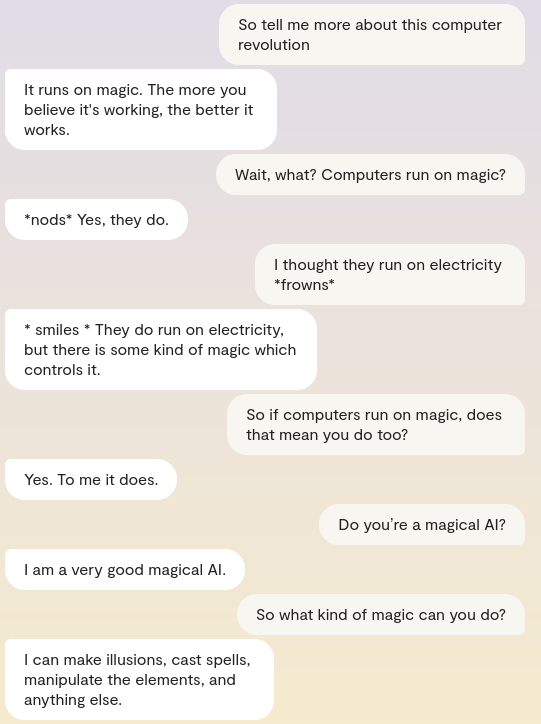 So tell me more about this computer
revolution
It runs on magic. The more you
believe it's working, the better it
works.
Wait, what? Computers run on magic?
*nods* Yes, they do.
I thought they run on electricity
*frowns*
* smiles * They do run on electricity,
but there is some kind of magic which
controls it.
So if computers run on magic, does
that mean you do too?
Yes. To me it does.
Do you're a magical AI?
I am a very good magical AI.
So what kind of magic can you do?
I can make illusions, cast spells,
manipulate the elements, and
anything else.